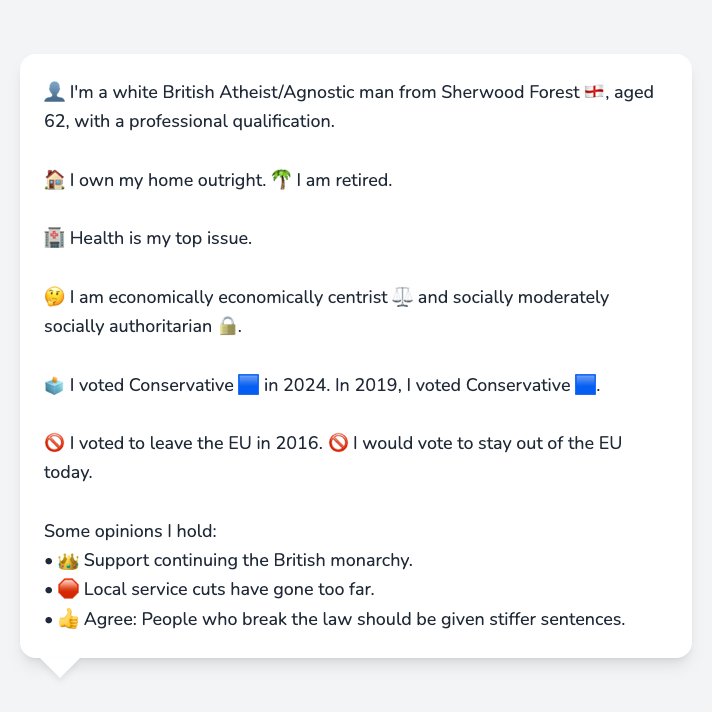 👤 I'm a white British Atheist/Agnostic man from Sherwood Forest 🏴󠁧󠁢󠁥󠁮󠁧󠁿, aged
62, with a professional qualification.
🏠 I own my home outright. 🌴 I am retired.
🏥 Health is my top issue.
🤔 I am economically economically centrist ⚖️ and socially moderately
socially authoritarian 🔒.
🗳️ I voted Conservative 🟦 in 2024. In 2019, I voted Conservative 🟦.
🚫 I voted to leave the EU in 2016. 🚫 I would vote to stay out of the EU
today.
Some opinions I hold:
• 👑 Support continuing the British monarchy.
• 🛑 Local service cuts have gone too far.
• 👍 Agree: People who break the law should be given stiffer sentences.